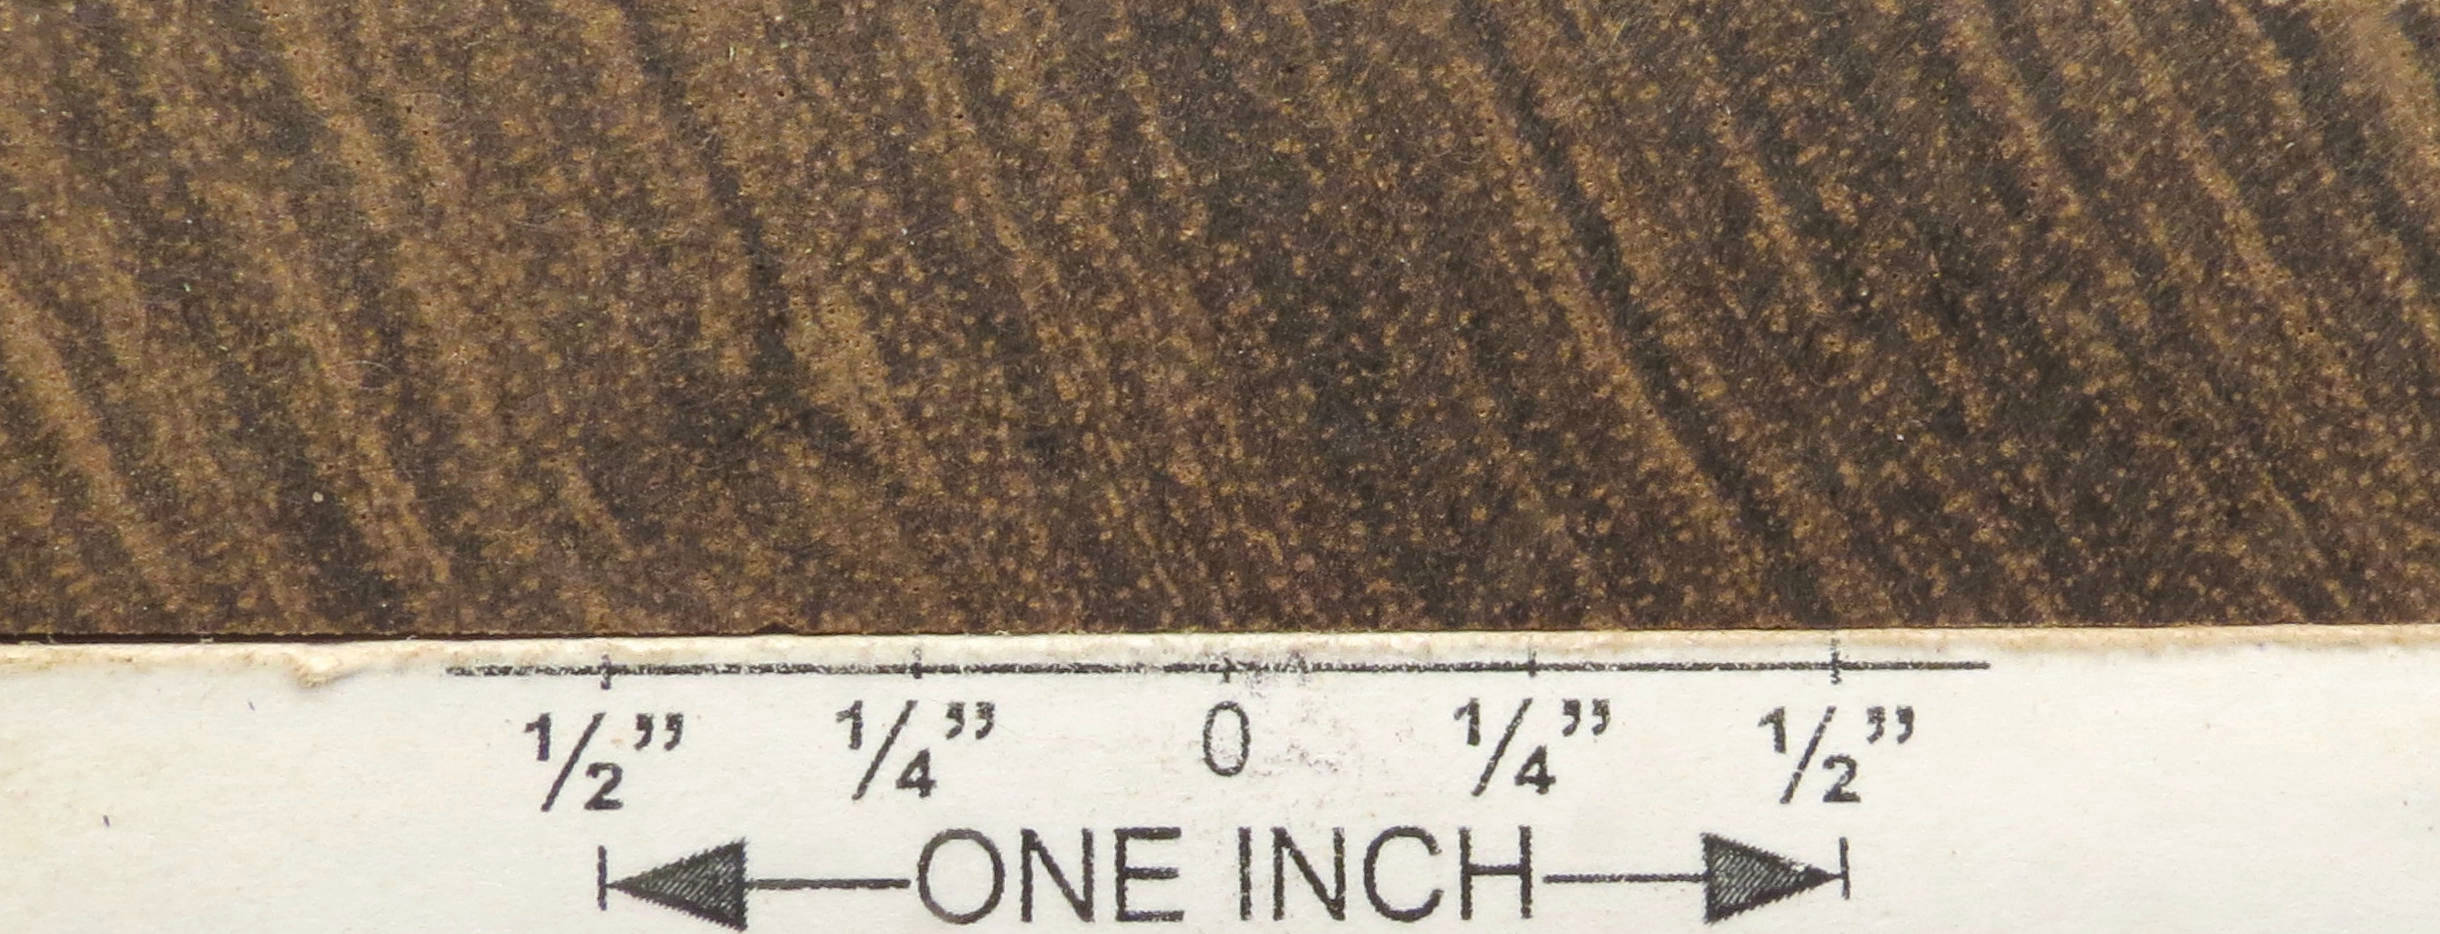 1/2” 1/4” 0 1/4” 1/2”
ONE INCH